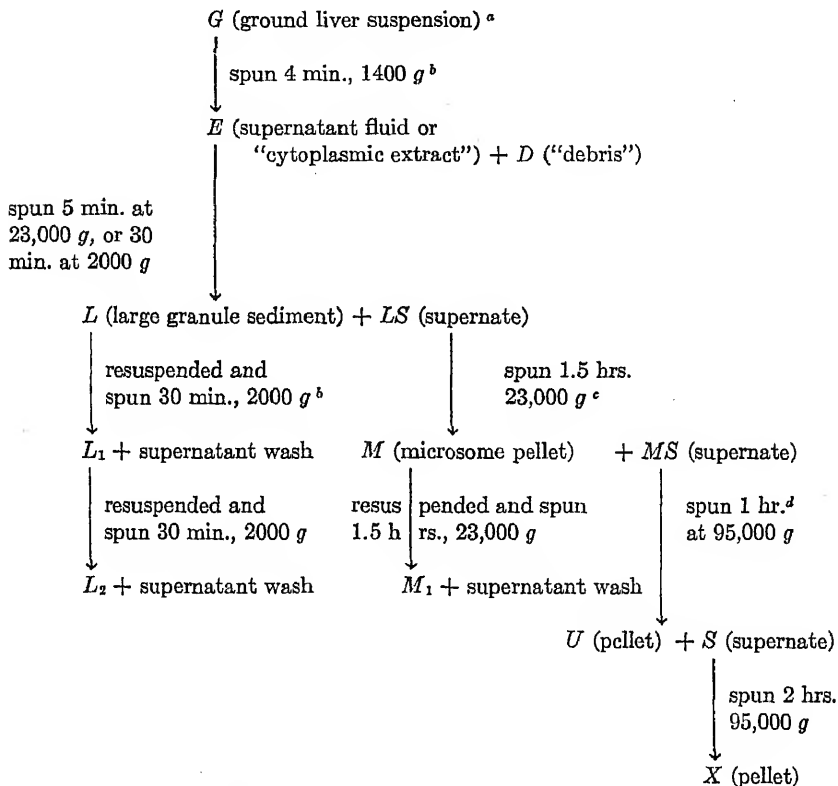 G (ground liver suspension) a
spun 4 min., 1400 g b
E (supernatant fluid or
"cytoplasmic extract") + D ("debris")
spun 5 min. at
23,000 g, or 30
min. at 2000 g
L (large granule sediment) + LS (supernate)
resuspended and
spun 30 min., 2000 g b
spun 1.5 hrs.
23,000 g c
L1 + supernatant wash
M (microsome pellet)
+ MS (supernate)
resuspended and
spun 30 min., 2000 g
resus pended and spun
1.5 h rs., 23,000 g
spun 1 hr. d
at 95,000 g
L2 + supernatant wash
M1 + supernatant wash
U (pellet) + S (supernate)
spun 2 hrs.
95,000 g
X (pellet)